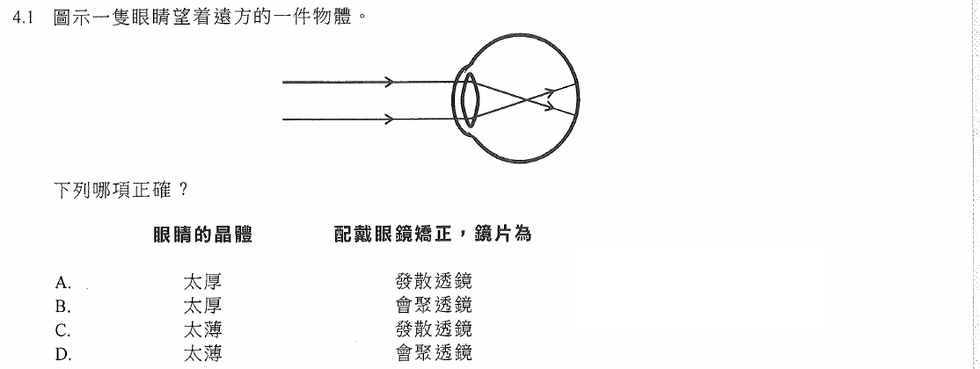 4.1 圖示一隻眼睛望着遠方的一件物體。
下列哪項正確？
眼睛的晶體 配戴眼鏡矯正，鏡片為
A. 太厚 發散透鏡
B. 太厚 會聚透鏡
C. 太薄 發散透鏡
D. 太薄 會聚透鏡